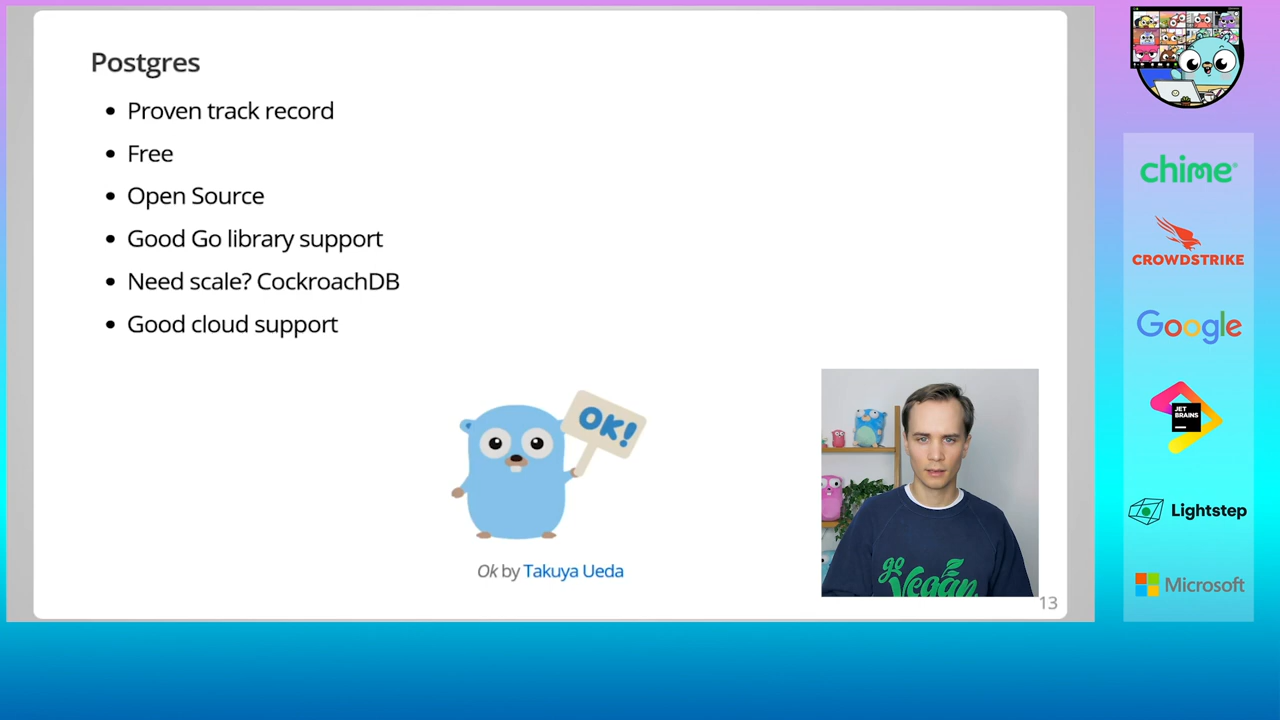 Postgres
Proven track record
Free
Open Source
Good Go library support
Need scale? CockroachDB
Good cloud support
OK!
Ok by Takuya Ueda
go
Vegan
13
chime
CROWDSTRIKE
Google
JET
BRAINS
Lightstep
Microsoft